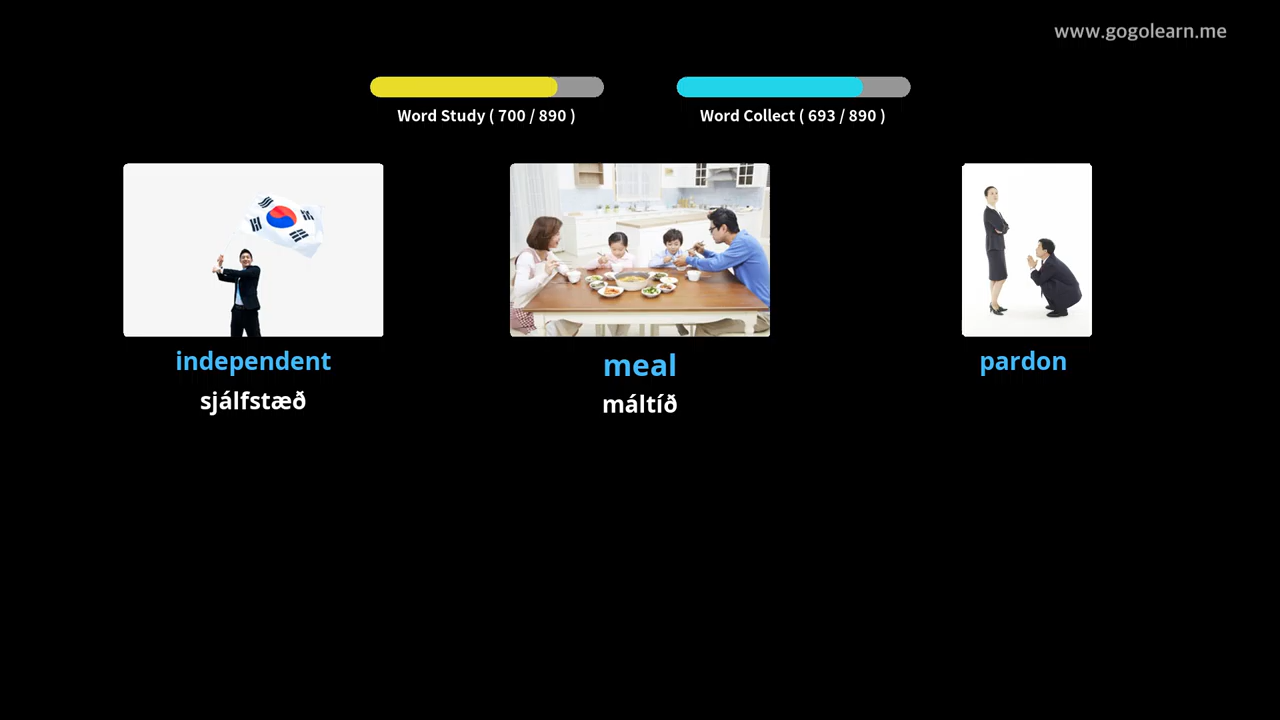 www.gogolearn.me
Word Study ( 700 / 890 )
Word Collect ( 693 / 890 )
independent
sjálfstæð
meal
máltíð
pardon